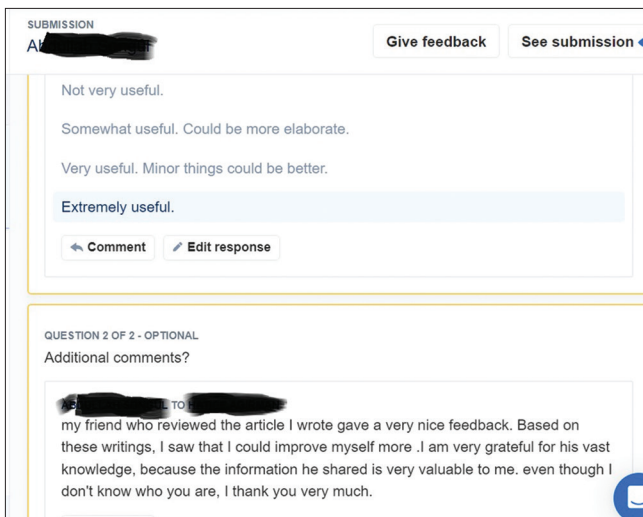 SUBMISSION
Give feedback
See submission
Not very useful.
Somewhat useful. Could be more elaborate.
Very useful. Minor things could be better.
Extremely useful.
Comment
Edit response
QUESTION 2 OF 2 - OPTIONAL
Additional comments?
TO
my friend who reviewed the article I wrote gave a very nice feedback. Based on
these writings, I saw that I could improve myself more .I am very grateful for his vast
knowledge, because the information he shared is very valuable to me. even though I
don't know who you are, I thank you very much.